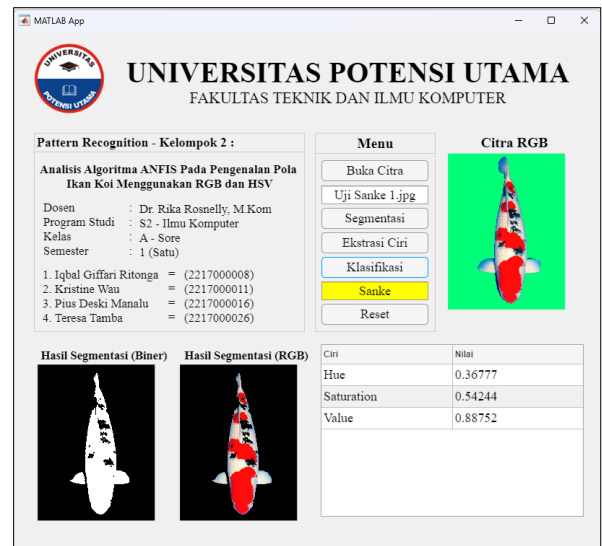 MATLAB App
UNIVERSITAS
POTENSI UTAMA
UNIVERSITAS POTENSI UTAMA
FAKULTAS TEKNIK DAN ILMU KOMPUTER
Pattern Recognition - Kelompok 2 :
Analisis Algoritma ANFIS Pada Pengenalan Pola
Ikan Koi Menggunakan RGB dan HSV
Dosen : Dr. Rika Rosnelly, M.Kom
Program Studi : S2 - Ilmu Komputer
Kelas : A - Sore
Semester : 1 (Satu)
1. Iqbal Giffari Ritonga = (2217000008)
2. Kristine Wau = (2217000011)
3. Pius Deski Manalu = (2217000016)
4. Teresa Tamba = (2217000026)
Menu
Buka Citra
Uji Sanke 1.jpg
Segmentasi
Ekstrasi Ciri
Klasifikasi
Sanke
Reset
Citra RGB
Hasil Segmentasi (Biner)
Hasil Segmentasi (RGB)
Ciri Nilai
Hue 0.36777
Saturation 0.54244
Value 0.88752